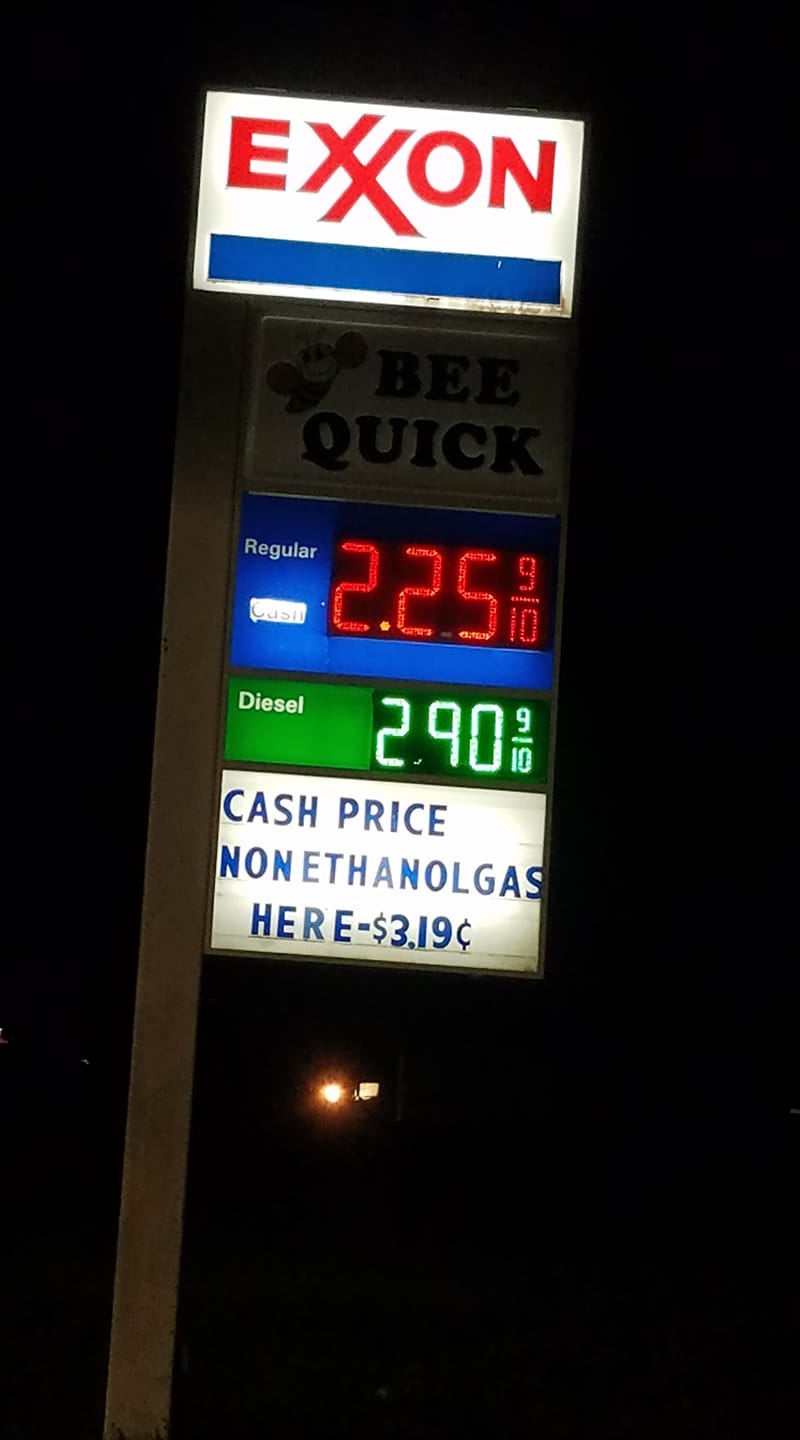 EXXON
BEE
QUICK
Regular
2.25 9/10
Cash
Diesel
2.90 9/10
CASH PRICE
NONETHANOLGAS
HERE-$3.19¢